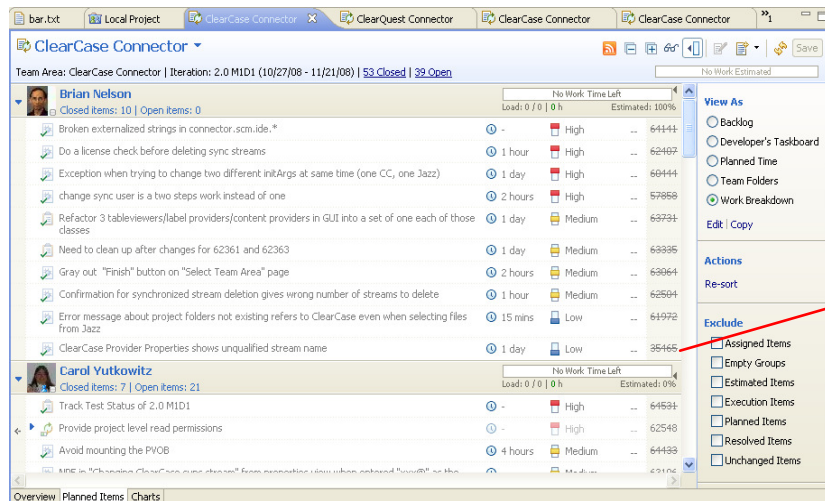 bar.txt Local Project ClearCase Connector ClearQuest Connector ClearCase Connector ClearCase Connector »1
ClearCase Connector
Save
Team Area: ClearCase Connector | Iteration: 2.0 M1D1 (10/27/08 - 11/21/08) | 53 Closed | 39 Open
No Work Estimated
Brian Nelson
No Work Time Left
Closed items: 10 | Open items: 0
Load: 0 / 0 | 0 h Estimated: 100%
Broken externalized strings in connector.scm.ide.* - High -- 64141
Do a license check before deleting sync streams 1 hour High -- 62407
Exception when trying to change two different initArgs at same time (one CC, one Jazz) 1 day High -- 60444
change sync user is a two steps work instead of one 2 hours High -- 57858
Refactor 3 tableviewers/label providers/content providers in GUI into a set of one each of those 1 day Medium -- 63731
classes
Need to clean up after changes for 62361 and 62363 1 day Medium -- 63335
Gray out "Finish" button on "Select Team Area" page 2 hours Medium -- 63064
Confirmation for synchronized stream deletion gives wrong number of streams to delete 1 hour Medium -- 62504
Error message about project folders not existing refers to ClearCase even when selecting files 15 mins Low -- 61972
from Jazz
ClearCase Provider Properties shows unqualified stream name 1 day Low -- 35465
Carol Yutkowitz
No Work Time Left
Closed items: 7 | Open items: 21
Load: 0 / 0 | 0 h Estimated: 0%
Track Test Status of 2.0 M1D1 - High -- 64531
Provide project level read permissions - High -- 62548
Avoid mounting the PVOB 4 hours Medium -- 64433
View As
Backlog
Developer's Taskboard
Planned Time
Team Folders
Work Breakdown
Edit | Copy
Actions
Re-sort
Exclude
Assigned Items
Empty Groups
Estimated Items
Execution Items
Planned Items
Resolved Items
Unchanged Items
Overview Planned Items Charts